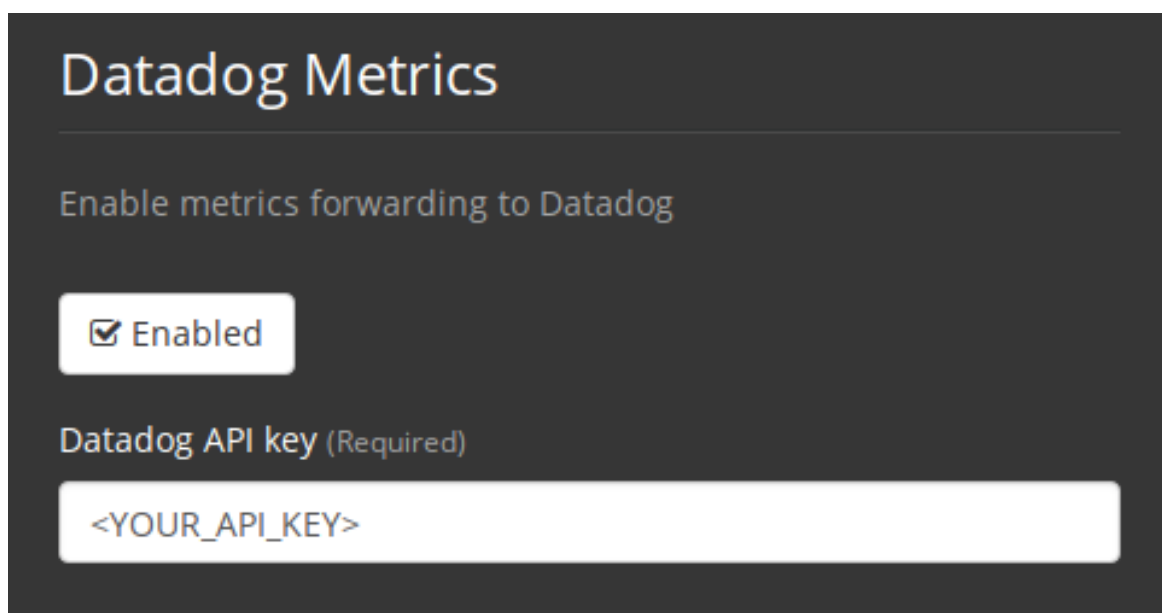 Datadog Metrics
Enable metrics forwarding to Datadog
Enabled
Datadog API key (Required)
<YOUR_API_KEY>